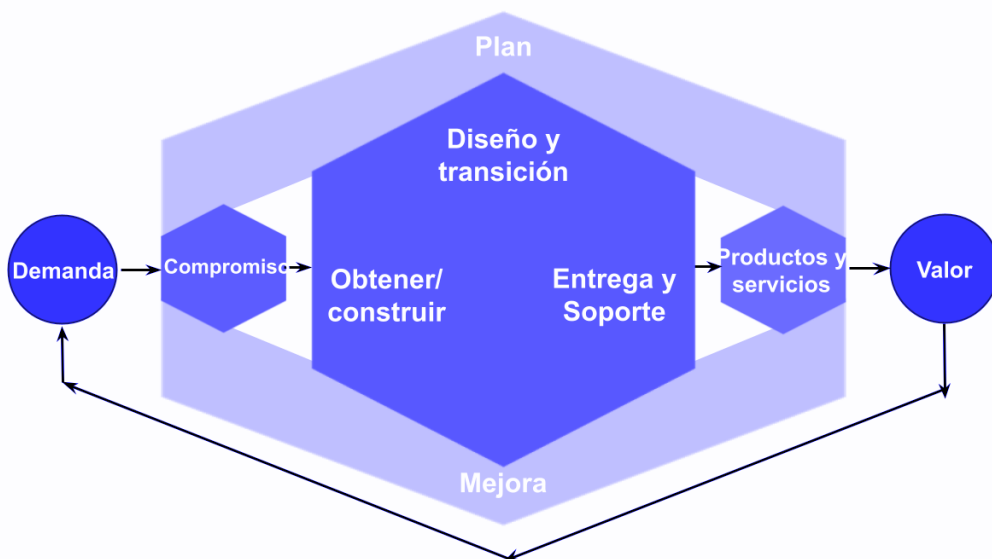 Plan
Diseño y
transición
Demanda
Compromiso
Obtener/
construir
Entrega y
Soporte
Productos y
servicios
Valor
Mejora